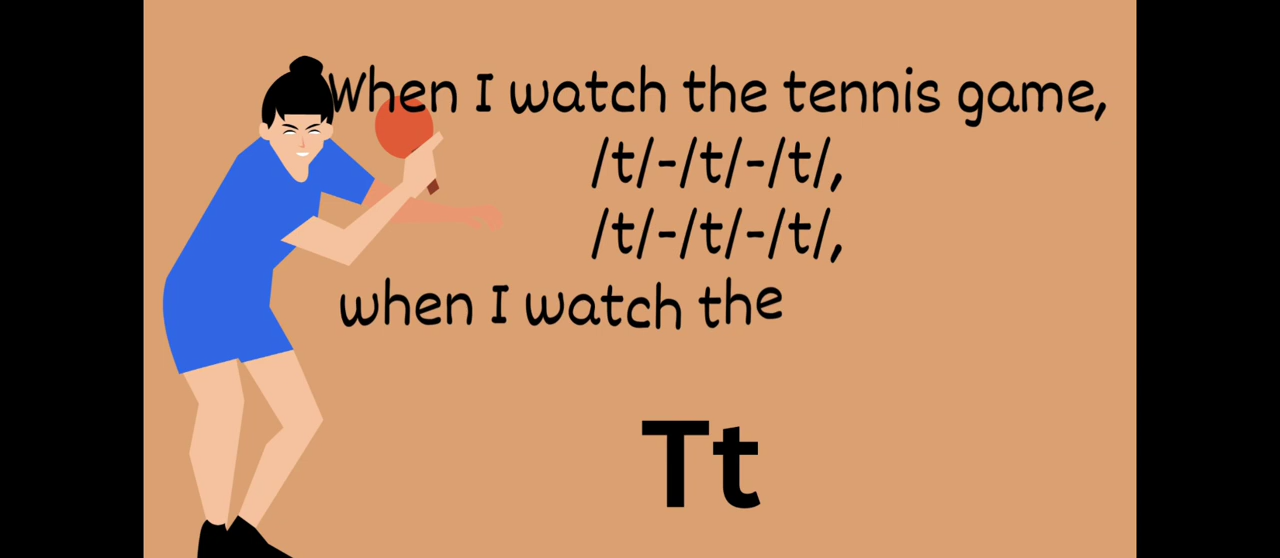 When I watch the tennis game,
/t/-/t/-/t/,
/t/-/t/-/t/,
when I watch the
Tt